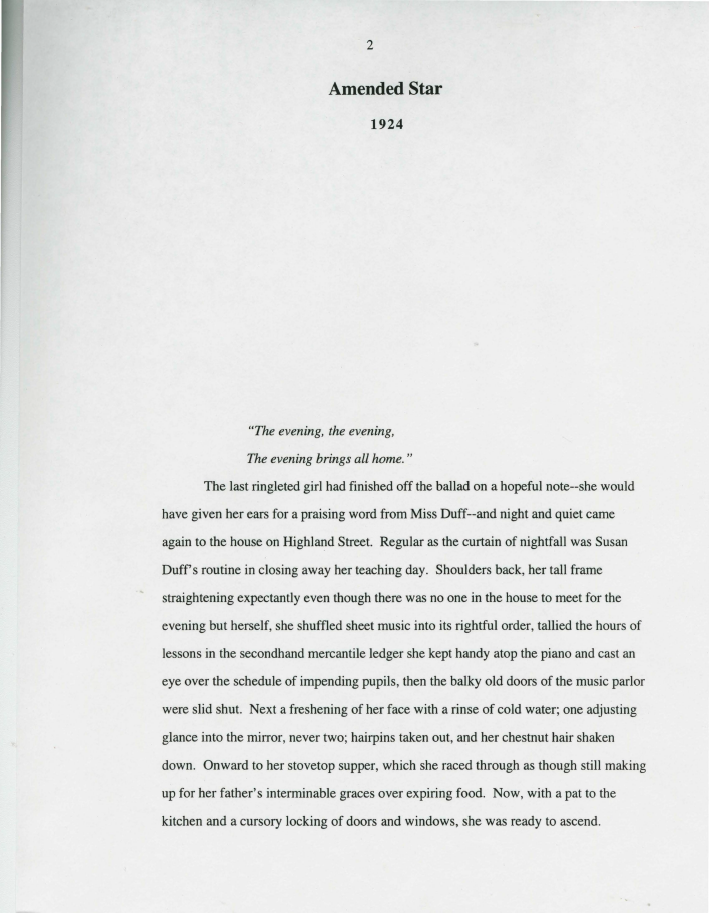 2
Amended Star
1924
"The evening, the evening,
The evening brings all home."
The last ringleted girl had finished off the ballad on a hopeful note--she would
have given her ears for a praising word from Miss Duff--and night and quiet came
again to the house on Highland Street. Regular as the curtain of nightfall was Susan
Duff's routine in closing away her teaching day. Shoulders back, her tall frame
straightening expectantly even though there was no one in the house to meet for the
evening but herself, she shuffled sheet music into its rightful order, tallied the hours of
lessons in the secondhand mercantile ledger she kept handy atop the piano and cast an
eye over the schedule of impending pupils, then the balky old doors of the music parlor
were slid shut. Next a freshening of her face with a rinse of cold water; one adjusting
glance into the mirror, never two; hairpins taken out, and her chestnut hair shaken
down. Onward to her stovetop supper, which she raced through as though still making
up for her father's interminable graces over expiring food. Now, with a pat to the
kitchen and a cursory locking of doors and windows, she was ready to ascend.